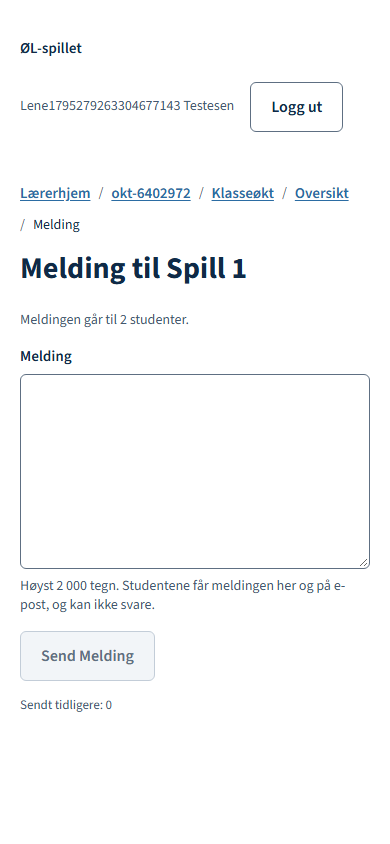 ØL-spillet
Lene1795279263304677143 Testesen
Logg ut
Lærerhjem / okt-6402972 / Klasseøkt / Oversikt
/ Melding
Melding til Spill 1
Meldingen går til 2 studenter.
Melding
Høyst 2 000 tegn. Studentene får meldingen her og på e-
post, og kan ikke svare.
Send Melding
Sendt tidligere: 0